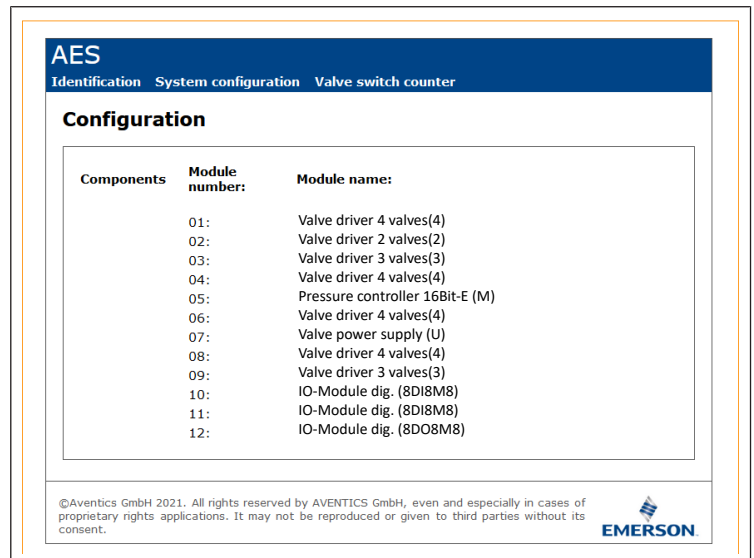 AES
Identification System configuration Valve switch counter
Configuration
Components Module number: Module name:
01: Valve driver 4 valves(4)
02: Valve driver 2 valves(2)
03: Valve driver 3 valves(3)
04: Valve driver 4 valves(4)
05: Pressure controller 16Bit-E (M)
06: Valve driver 4 valves(4)
07: Valve power supply (U)
08: Valve driver 4 valves(4)
09: Valve driver 3 valves(3)
10: IO-Module dig. (8DI8M8)
11: IO-Module dig. (8DI8M8)
12: IO-Module dig. (8DO8M8)
©Aventics GmbH 2021. All rights reserved by AVENTICS GmbH, even and especially in cases of
proprietary rights applications. It may not be reproduced or given to third parties without its
consent.
EMERSON.